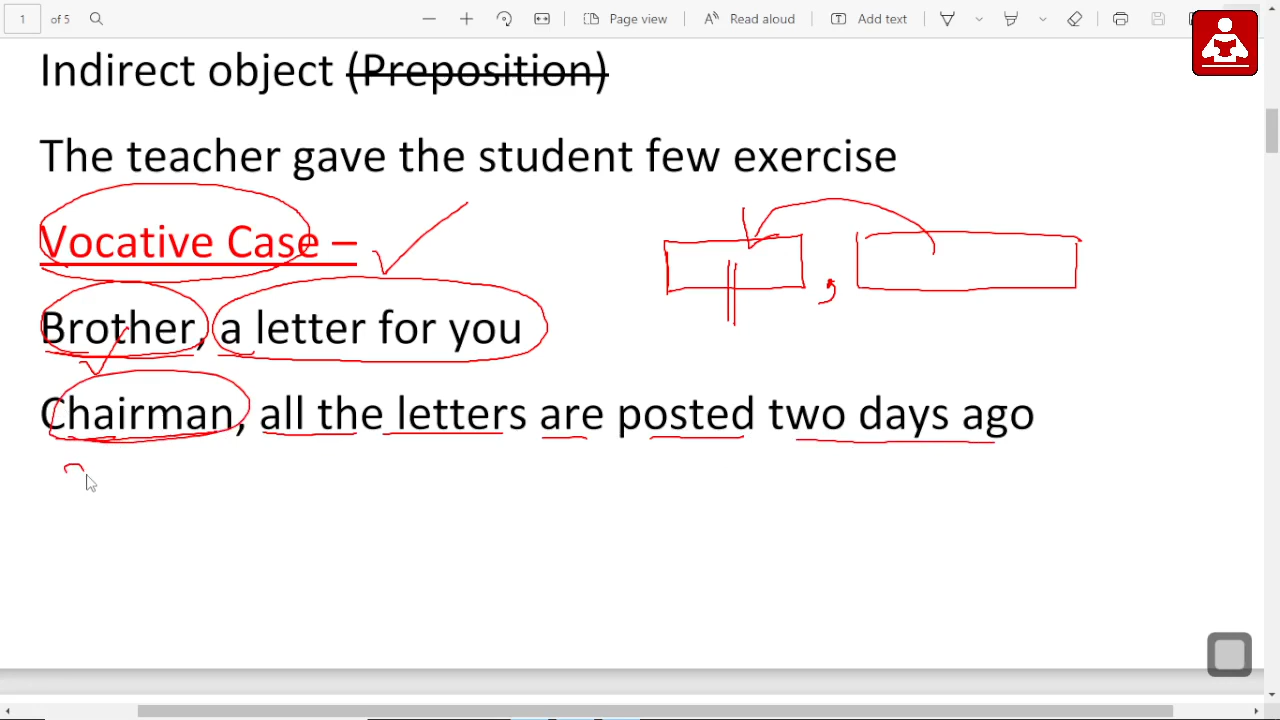 1 of 5 Page view Read aloud Add text
Indirect object (Preposition)
The teacher gave the student few exercise
Vocative Case –
Brother, a letter for you
Chairman, all the letters are posted two days ago